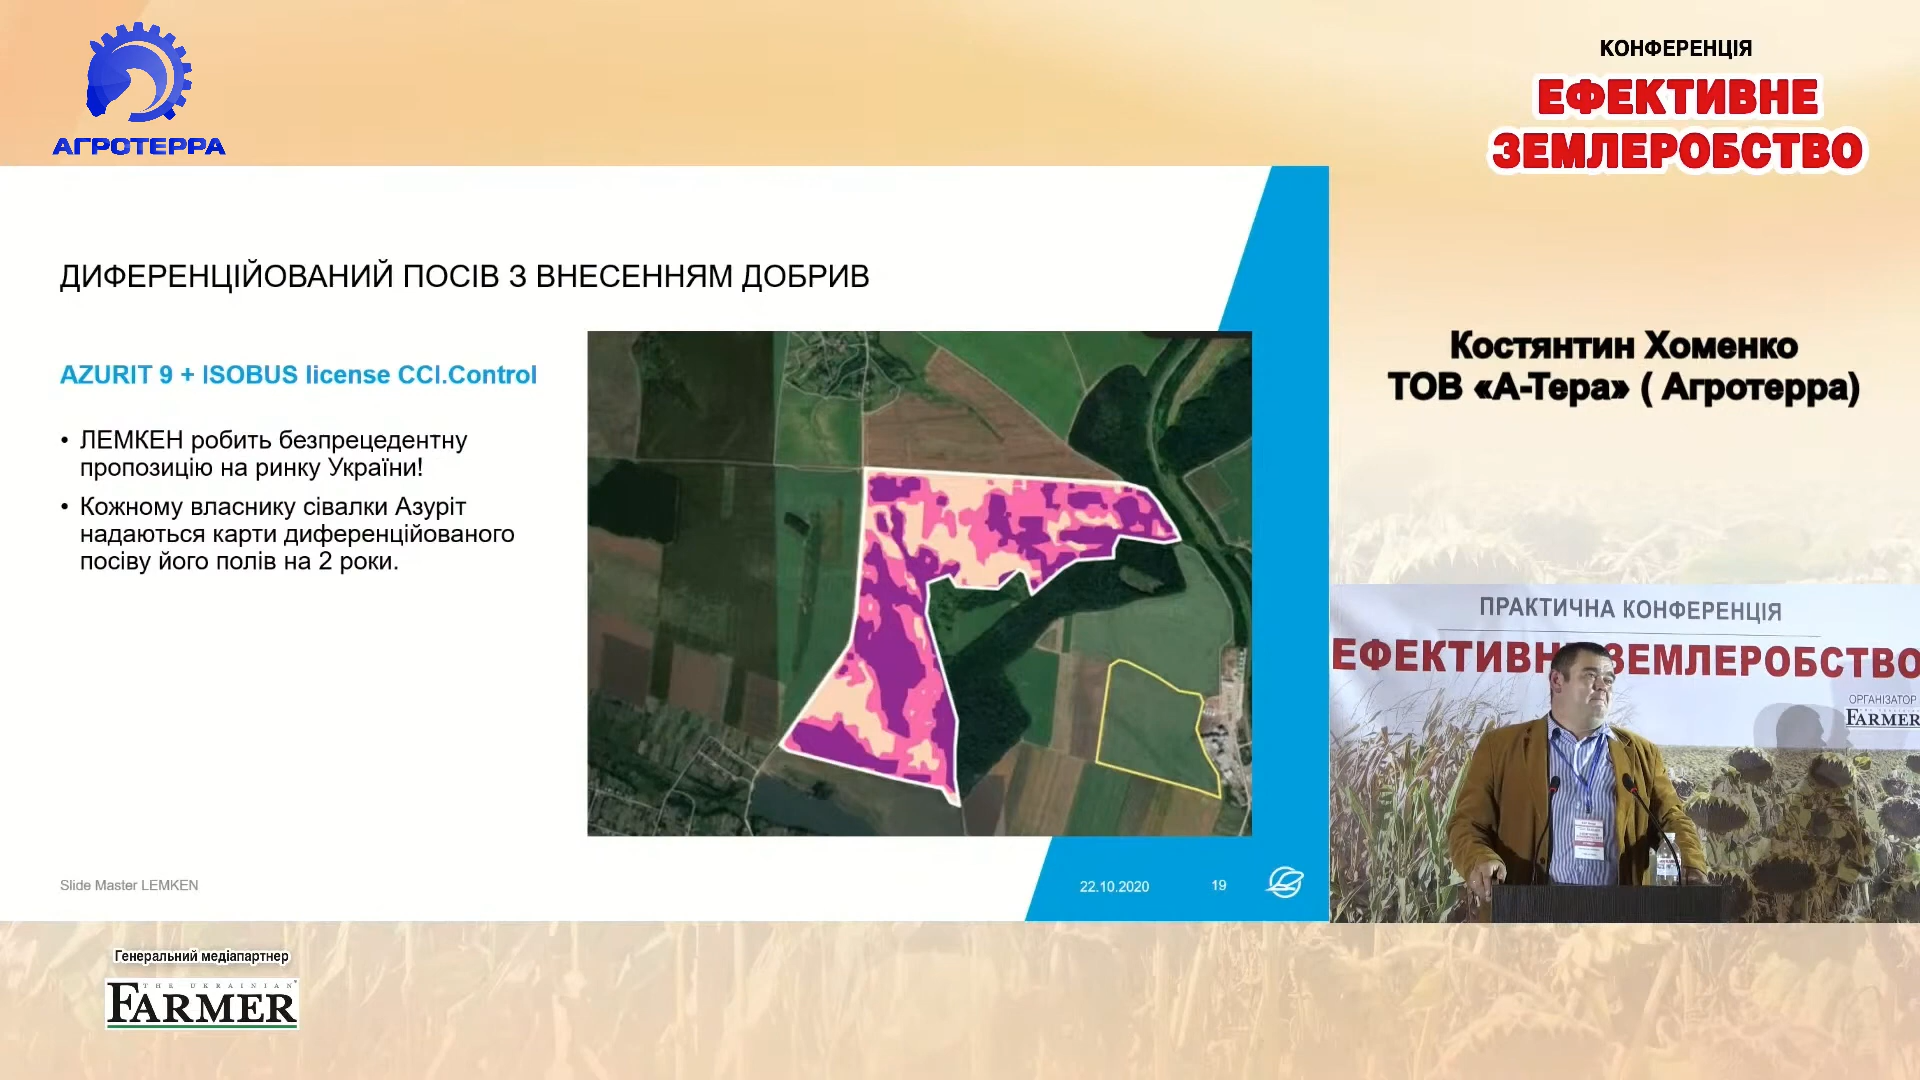 АГРОТЕРРА
КОНФЕРЕНЦІЯ
ЕФЕКТИВНЕ
ЗЕМЛЕРОБСТВО
ДИФЕРЕНЦІЙОВАНИЙ ПОСІВ З ВНЕСЕННЯМ ДОБРИВ
AZURIT 9 + ISOBUS license CCI.Control
• ЛЕМКЕН робить безпрецедентну
пропозицію на ринку України!
• Кожному власнику сівалки Азуріт
надаються карти диференційованого
посіву його полів на 2 роки.
Slide Master LEMKEN
22.10.2020
19
Костянтин Хоменко
ТОВ «А-Тера» ( Агротерра)
ПРАКТИЧНА КОНФЕРЕНЦІЯ
ЕФЕКТИВНЕ ЗЕМЛЕРОБСТВО
ОРГАНІЗАТОР
FARMER
Генеральний медіапартнер
THE UKRAINIAN
FARMER